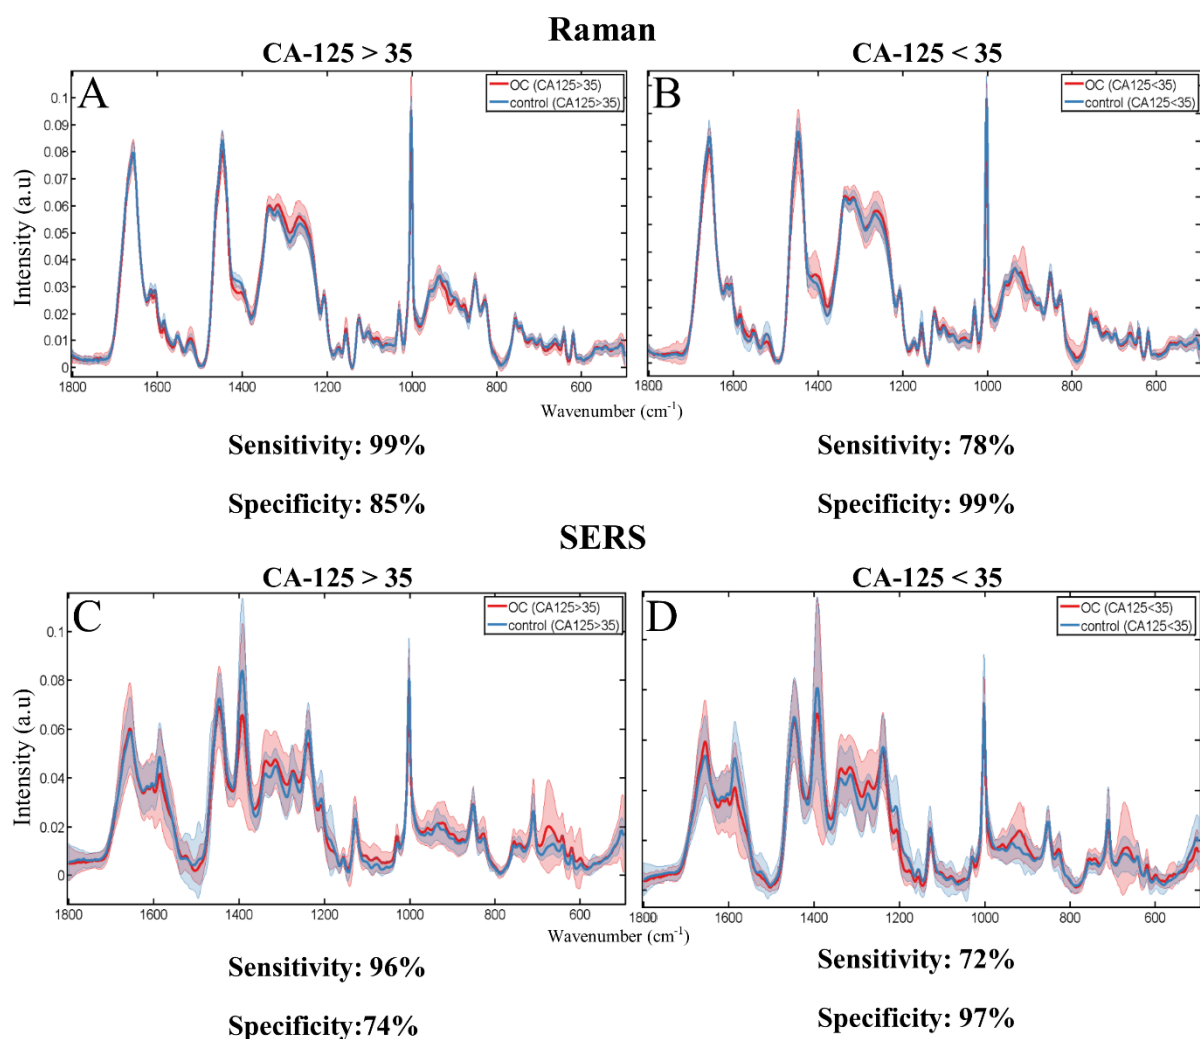 Raman
CA-125 > 35
CA-125 < 35
A
OC (CA125>35)
control (CA125>35)
B
OC (CA125<35)
control (CA125<35)
Intensity (a.u)
0.1
0.09
0.08
0.07
0.06
0.05
0.04
0.03
0.02
0.01
0
1800 1600 1400 1200 1000 800 600
1800 1600 1400 1200 1000 800 600
Wavenumber (cm⁻¹)
Sensitivity: 99%
Specificity: 85%
Sensitivity: 78%
Specificity: 99%
SERS
CA-125 > 35
CA-125 < 35
C
OC (CA125>35)
control (CA125>35)
D
OC (CA125<35)
control (CA125<35)
Intensity (a.u)
0.1
0.08
0.06
0.04
0.02
0
1800 1600 1400 1200 1000 800 600
1800 1600 1400 1200 1000 800 600
Wavenumber (cm⁻¹)
Sensitivity: 96%
Specificity:74%
Sensitivity: 72%
Specificity: 97%